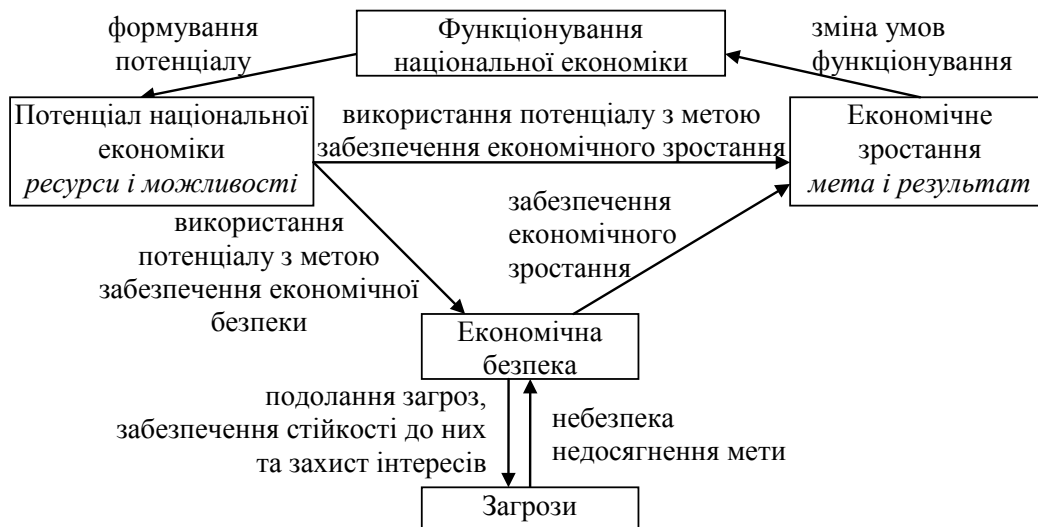 формування
потенціалу
Функціонування
національної економіки
зміна умов
функціонування
Потенціал національної
економіки
ресурси і можливості
використання потенціалу з метою
забезпечення економічного зростання
Економічне
зростання
мета і результат
використання
потенціалу з метою
забезпечення економічної
безпеки
забезпечення
економічного
зростання
Економічна
безпека
подолання загроз,
забезпечення стійкості до них
та захист інтересів
небезпека
недосягнення мети
Загрози